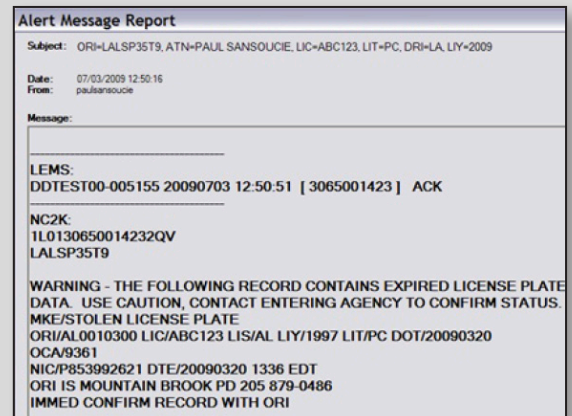 Alert Message Report
Subject: ORI=LALSP35T9, ATN=PAUL SANSOUCIE, LIC=ABC123, LIT=PC, DRI=LA, LIY=2009
Date: 07/03/2009 12:50:16
From: paulsansoucie
Message:
LEMS:
DDTEST00-005155 20090703 12:50:51 [ 3065001423 ] ACK
NC2K:
1L0130650014232QV
LALSP35T9
WARNING - THE FOLLOWING RECORD CONTAINS EXPIRED LICENSE PLATE
DATA. USE CAUTION, CONTACT ENTERING AGENCY TO CONFIRM STATUS.
MKE/STOLEN LICENSE PLATE
ORI/AL0010300 LIC/ABC123 LIS/AL LIY/1997 LIT/PC DOT/20090320
OCA/9361
NIC/P853992621 DTE/20090320 1336 EDT
ORI IS MOUNTAIN BROOK PD 205 879-0486
IMMED CONFIRM RECORD WITH ORI